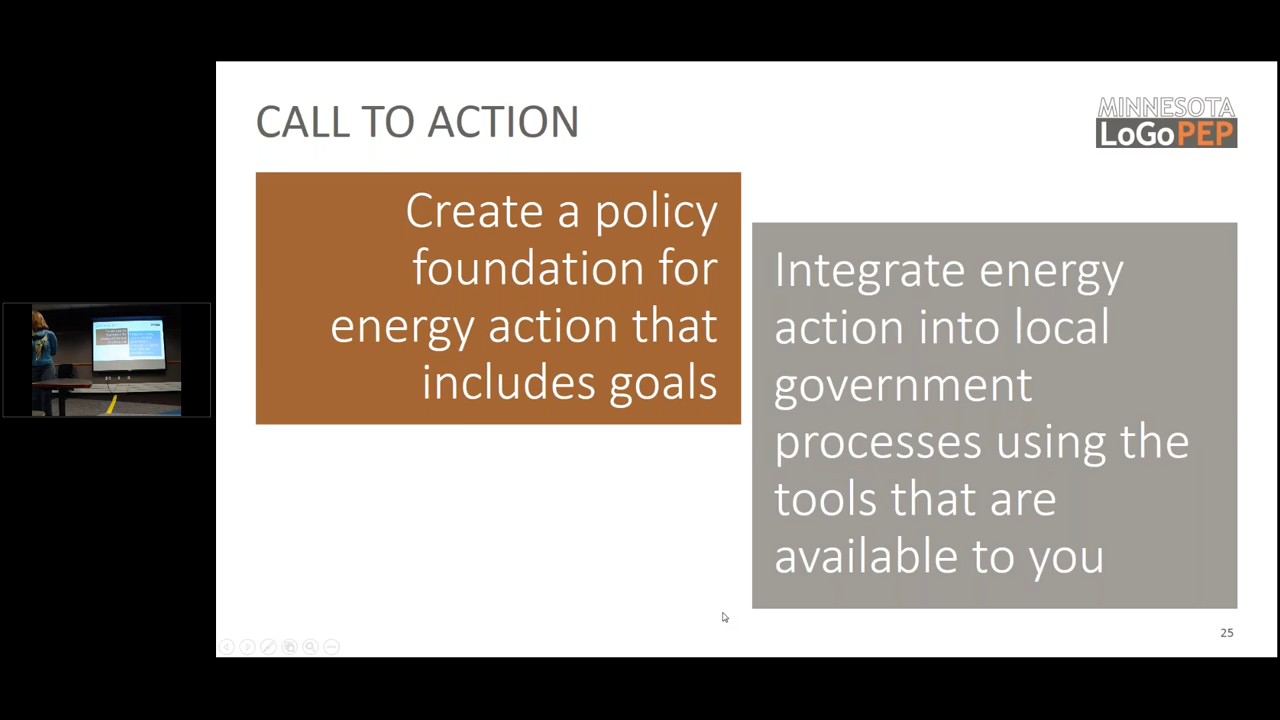 CALL TO ACTION
MINNESOTA
LoGoPEP
Create a policy
foundation for
energy action that
includes goals
Integrate energy
action into local
government
processes using the
tools that are
available to you
25